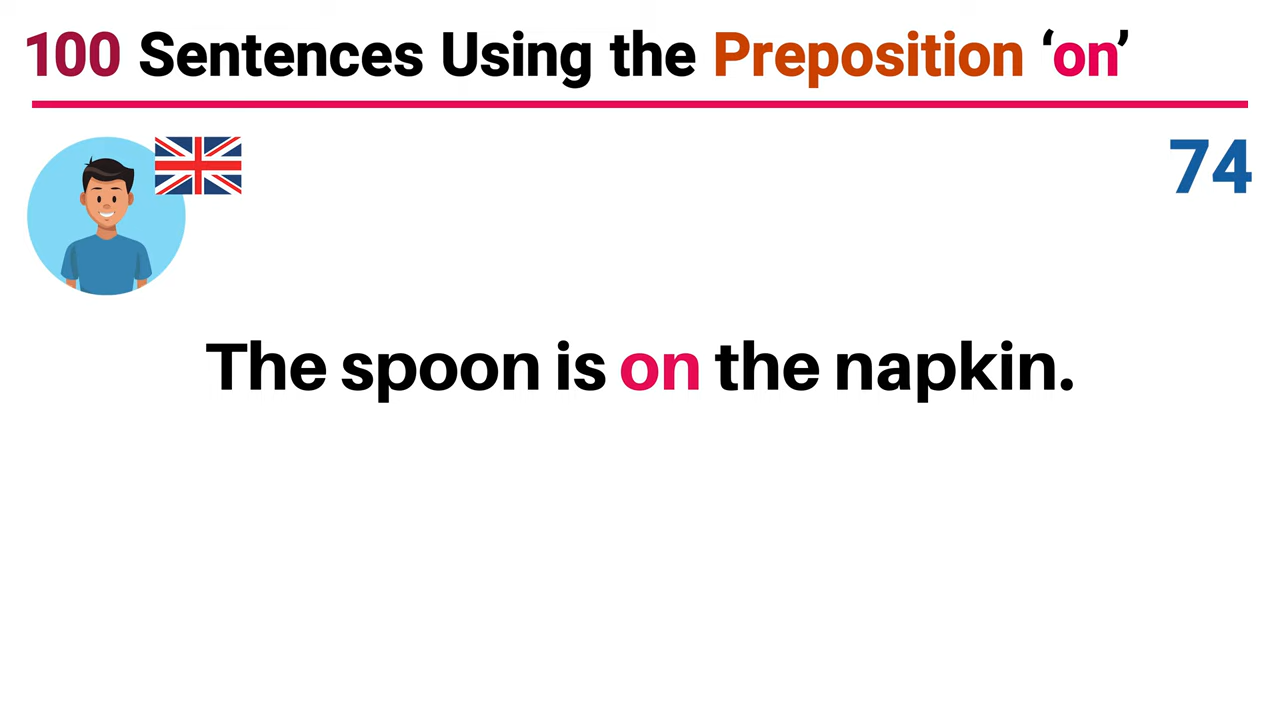 100 Sentences Using the Preposition ‘on’
74
The spoon is on the napkin.